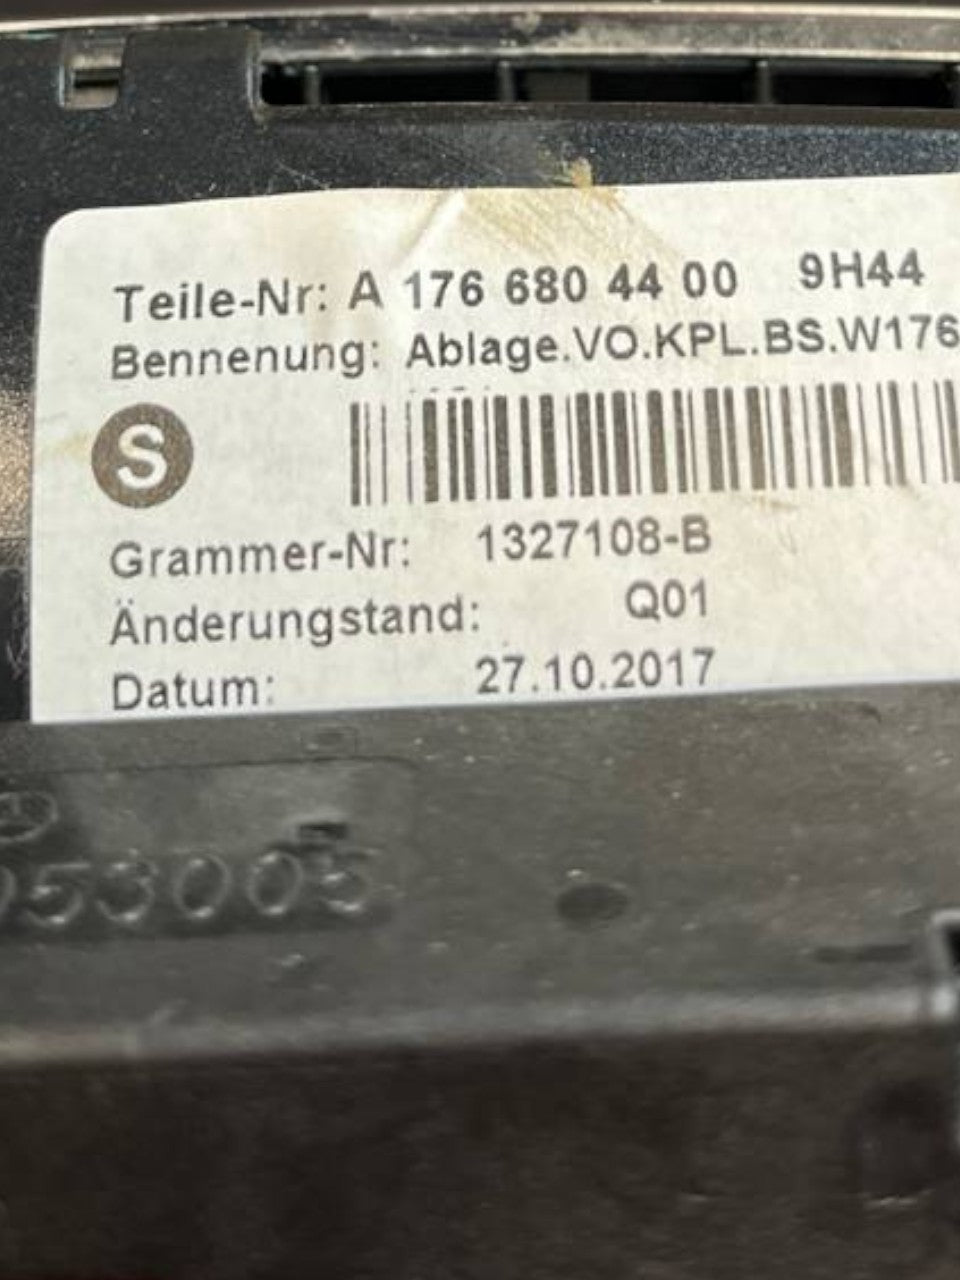 Teile-Nr: A 176 680 44 00 9H44
Bennenung: Ablage.VO.KPL.BS.W176
S
Grammer-Nr: 1327108-B
Änderungstand: Q01
Datum: 27.10.2017
053005